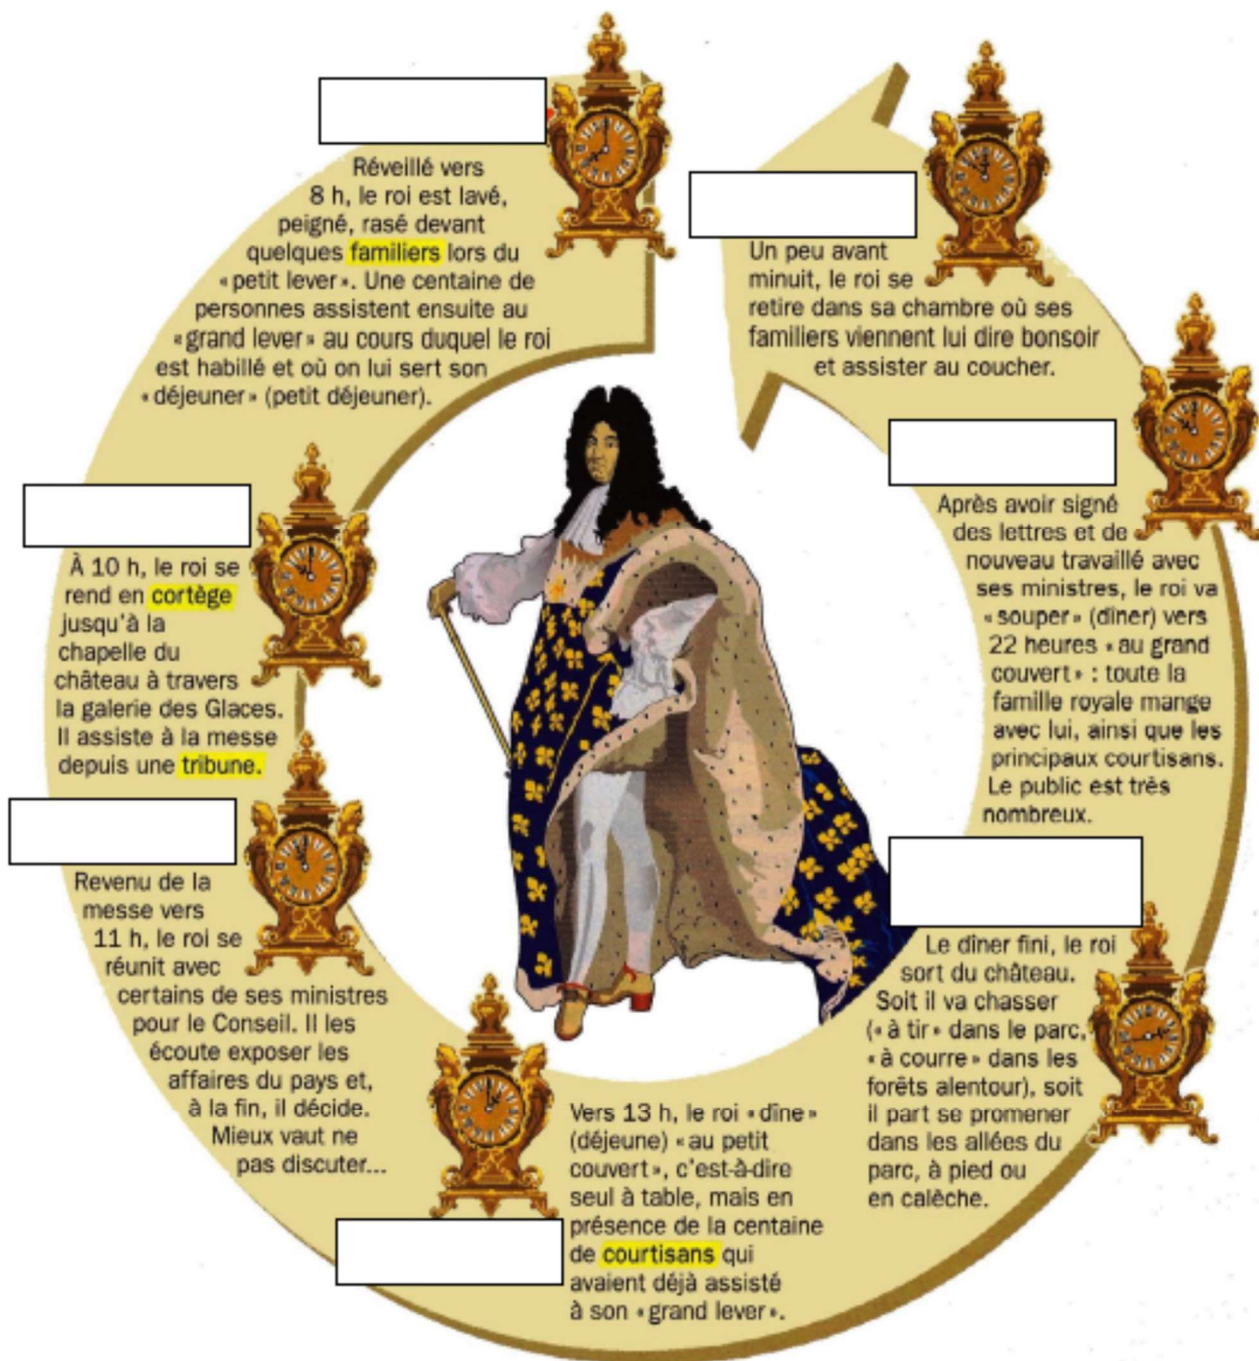 Réveillé vers
8 h, le roi est lavé,
peigné, rasé devant
quelques familiers lors du
« petit lever ». Une centaine de
personnes assistent ensuite au
« grand lever » au cours duquel le roi
est habillé et où on lui sert son
« déjeuner » (petit déjeuner).
À 10 h, le roi se
rend en cortège
jusqu'à la
chapelle du
château à travers
la galerie des Glaces.
Il assiste à la messe
depuis une tribune.
Revenu de la
messe vers
11 h, le roi se
réunit avec
certains de ses ministres
pour le Conseil. Il les
écoute exposer les
affaires du pays et,
à la fin, il décide.
Mieux vaut ne
pas discuter...
Vers 13 h, le roi « dîne »
(déjeune) « au petit
couvert », c'est-à-dire
seul à table, mais en
présence de la centaine
de courtisans qui
avaient déjà assisté
à son « grand lever ».
Le dîner fini, le roi
sort du château.
Soit il va chasser
(« à tir » dans le parc,
« à courre » dans les
forêts alentour), soit
il part se promener
dans les allées du
parc, à pied ou
en calèche.
Après avoir signé
des lettres et de
nouveau travaillé avec
ses ministres, le roi va
« souper » (dîner) vers
22 heures « au grand
couvert » : toute la
famille royale mange
avec lui, ainsi que les
principaux courtisans.
Le public est très
nombreux.
Un peu avant
minuit, le roi se
retire dans sa chambre où ses
familiers viennent lui dire bonsoir
et assister au coucher.